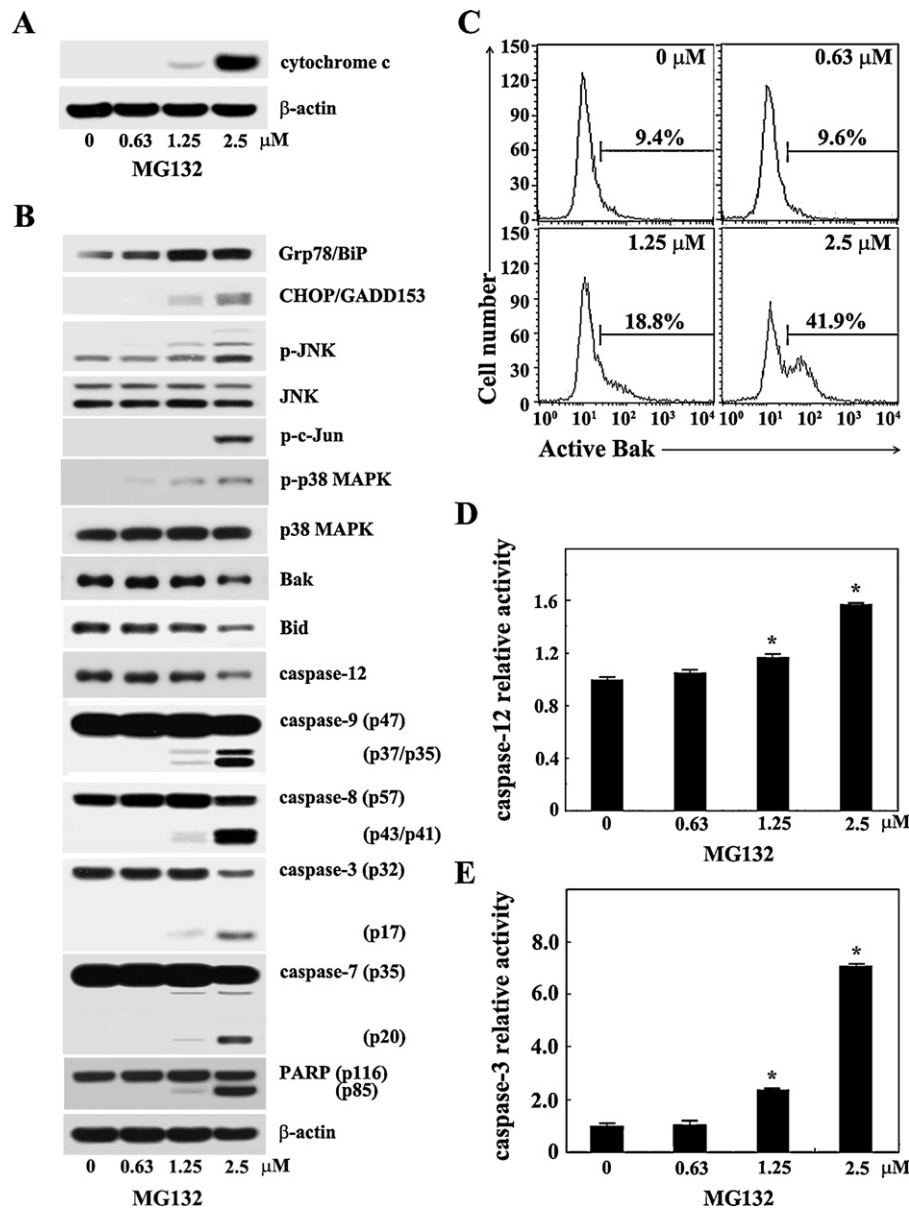 A
cytochrome c
β-actin
0 0.63 1.25 2.5 μM
MG132
B
Grp78/BiP
CHOP/GADD153
p-JNK
JNK
p-c-Jun
p-p38 MAPK
p38 MAPK
Bak
Bid
caspase-12
caspase-9 (p47)
(p37/p35)
caspase-8 (p57)
(p43/p41)
caspase-3 (p32)
(p17)
caspase-7 (p35)
(p20)
PARP (p116)
(p85)
β-actin
0 0.63 1.25 2.5 μM
MG132
C
Cell number
150
120
90
60
30
0
0 μM
9.4%
0.63 μM
9.6%
150
120
90
60
30
0
1.25 μM
18.8%
2.5 μM
41.9%
10⁰ 10¹ 10² 10³ 10⁴
10⁰ 10¹ 10² 10³ 10⁴
Active Bak
D
caspase-12 relative activity
1.6
1.2
0.8
0.4
0
*
*
0 0.63 1.25 2.5 μM
MG132
E
caspase-3 relative activity
8.0
6.0
4.0
2.0
0
*
*
0 0.63 1.25 2.5 μM
MG132